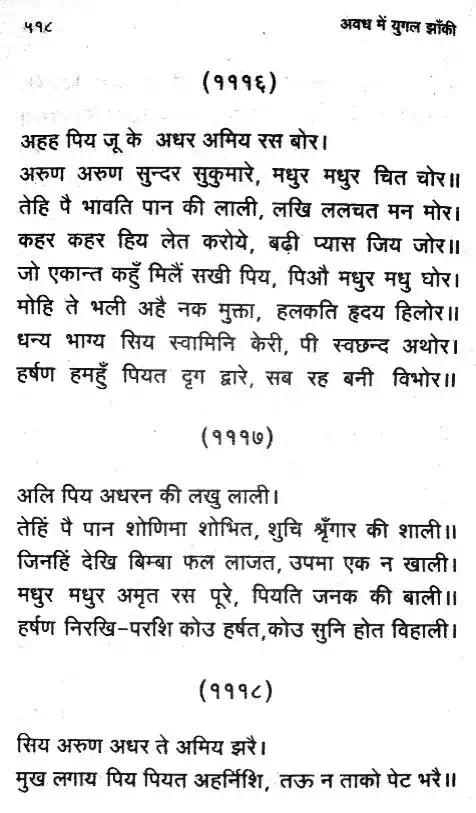 ५१८ अवध में युगल झाँकी
(१११६)
अहह पिय जू के अधर अमिय रस बोर।
अरुण अरुण सुन्दर सुकुमारे, मधुर मधुर चित चोर॥
तेहि पै भावति पान की लाली, लखि ललचत मन मोर।
कहर कहर हिय लेत करोये, बढ़ी प्यास जिय जोर॥
जो एकान्त कहुँ मिलैं सखी पिय, पिऔ मधुर मधु घोर।
मोहि ते भली अहै नक मुक्ता, हलकति हृदय हिलोर॥
धन्य भाग्य सिय स्वामिनि केरी, पी स्वछन्द अथोर।
हर्षण हमहुँ पियत दृग द्वारे, सब रह बनी विभोर॥
(१११७)
अलि पिय अधरन की लखु लाली।
तेहिं पै पान शोणिमा शोभित, शुचि श्रृँगार की शाली॥
जिनहिं देखि बिम्बा फल लाजत, उपमा एक न खाली।
मधुर मधुर अमृत रस पूरे, पियति जनक की बाली॥
हर्षण निरखि-परशि कोउ हर्षत,कोउ सुनि होत विहाली।
(१११८)
सिय अरुण अधर ते अमिय झरै।
मुख लगाय पिय पियत अहर्निशि, तऊ न ताको पेट भरै॥